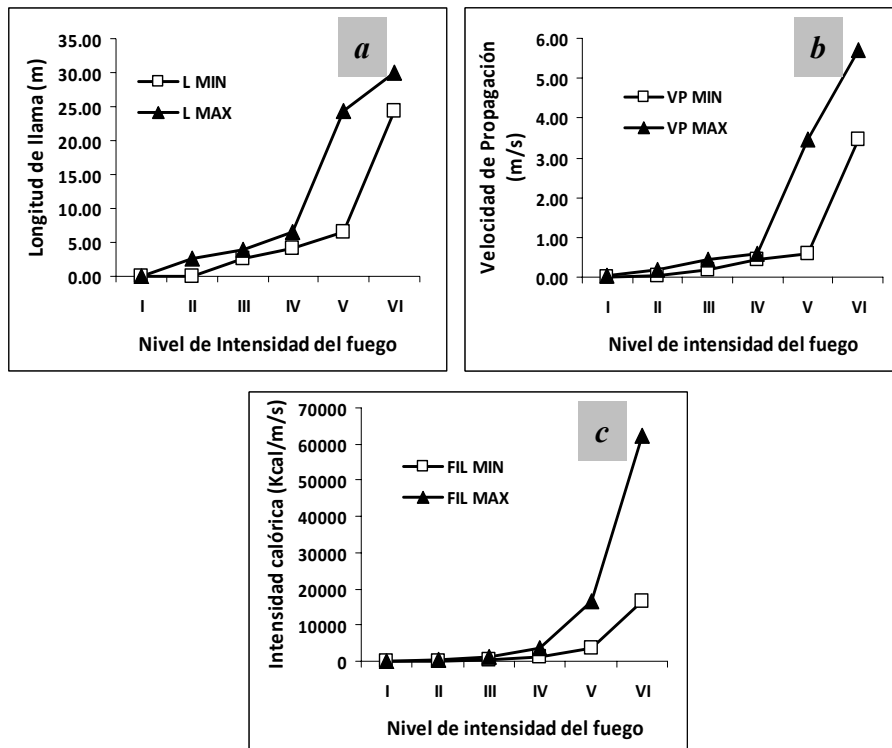 a
Longitud de llama (m)
35.00
30.00
25.00
20.00
15.00
10.00
5.00
0.00
L MIN
L MAX
I II III IV V VI
Nivel de Intensidad del fuego
b
Velocidad de Propagación
(m/s)
6.00
5.00
4.00
3.00
2.00
1.00
0.00
VP MIN
VP MAX
I II III IV V VI
Nivel de intensidad del fuego
c
Intensidad calórica (Kcal/m/s)
70000
60000
50000
40000
30000
20000
10000
0
FIL MIN
FIL MAX
I II III IV V VI
Nivel de intensidad del fuego